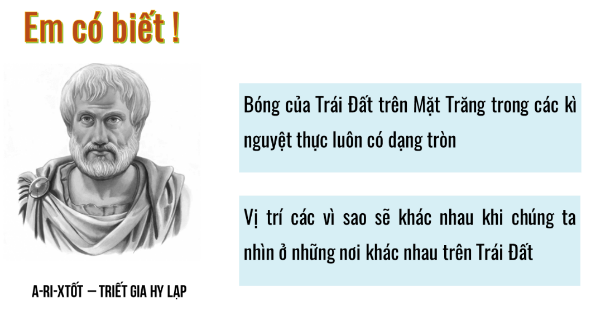 Em có biết !
Bóng của Trái Đất trên Mặt Trăng trong các kì
nguyệt thực luôn có dạng tròn
Vị trí các vì sao sẽ khác nhau khi chúng ta
nhìn ở những nơi khác nhau trên Trái Đất
A-RI-XTỐT – TRIẾT GIA HY LẠP